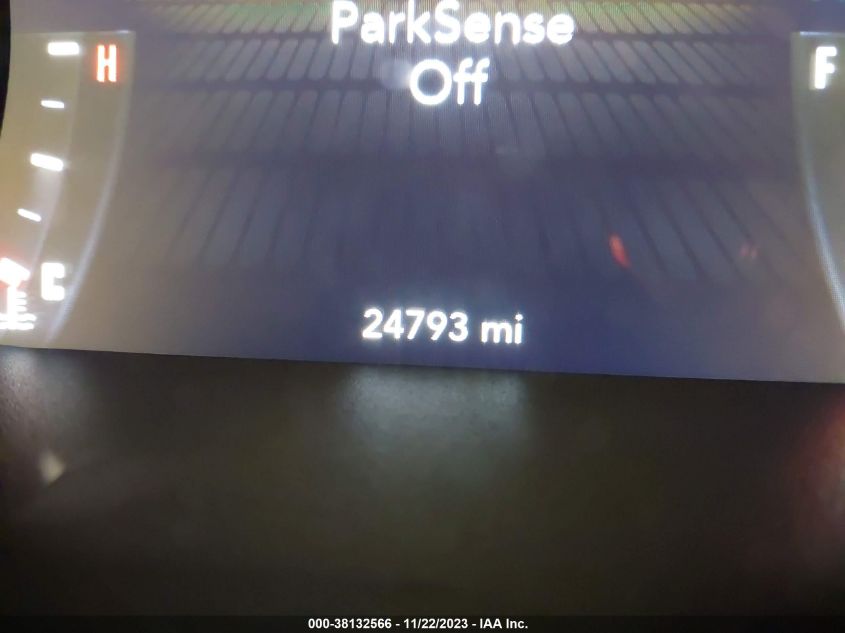 ParkSense
Off
H
F
C
24793 mi
000-38132566 - 11/22/2023 - IAA Inc.